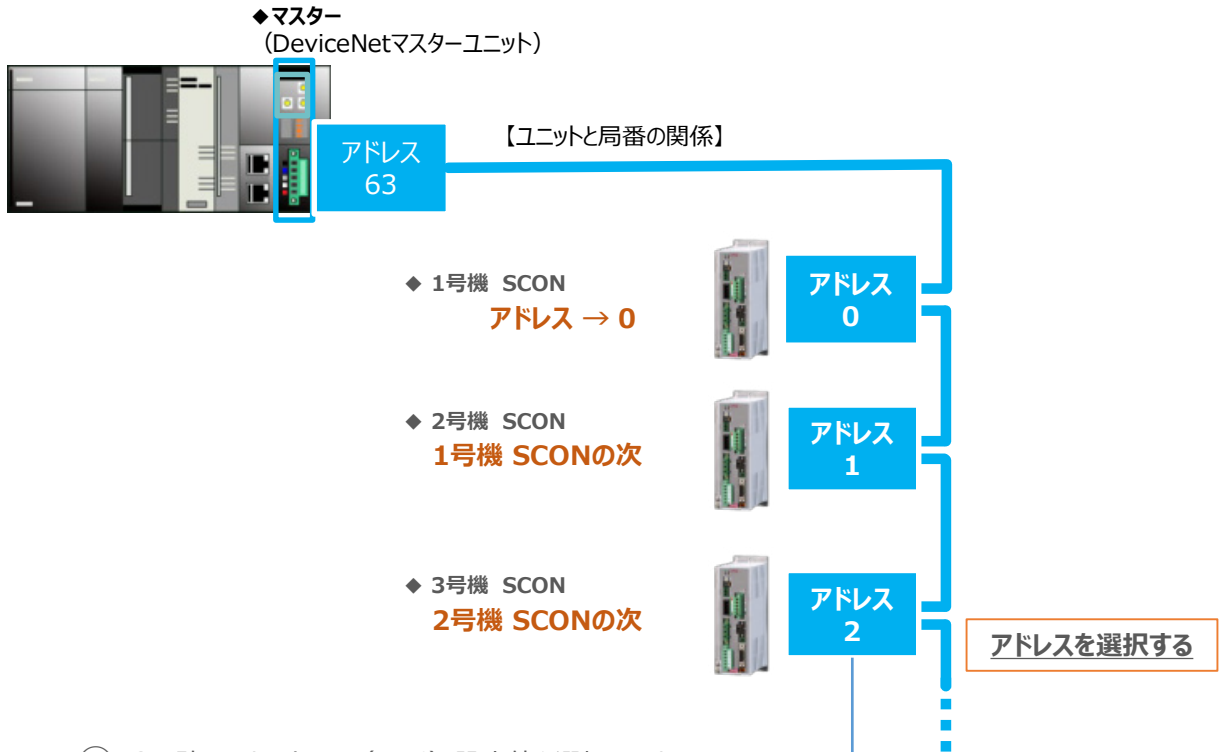 ◆マスター
（DeviceNetマスターユニット）
アドレス
63
【ユニットと局番の関係】
◆ 1号機 SCON
アドレス → 0
アドレス
0
◆ 2号機 SCON
1号機 SCONの次
アドレス
1
◆ 3号機 SCON
2号機 SCONの次
アドレス
2
アドレスを選択する